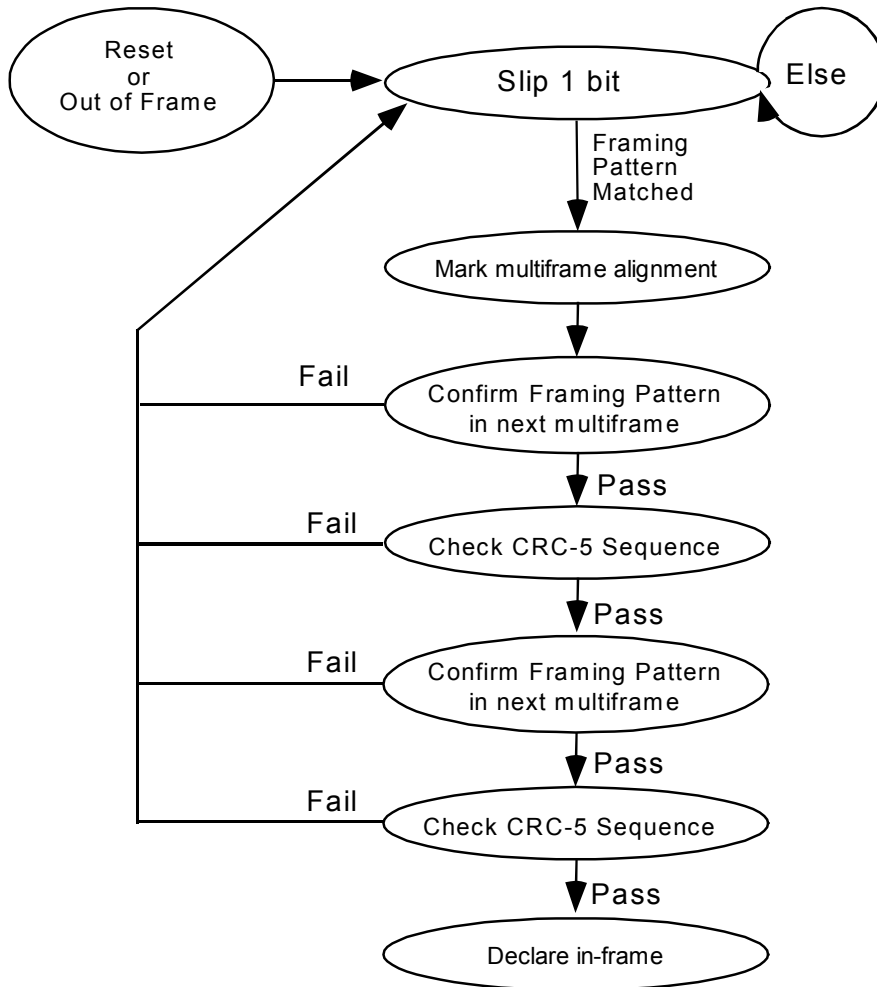 Reset
or
Out of Frame
Slip 1 bit
Else
Framing
Pattern
Matched
Mark multiframe alignment
Fail
Confirm Framing Pattern
in next multiframe
Pass
Fail
Check CRC-5 Sequence
Pass
Fail
Confirm Framing Pattern
in next multiframe
Pass
Fail
Check CRC-5 Sequence
Pass
Declare in-frame